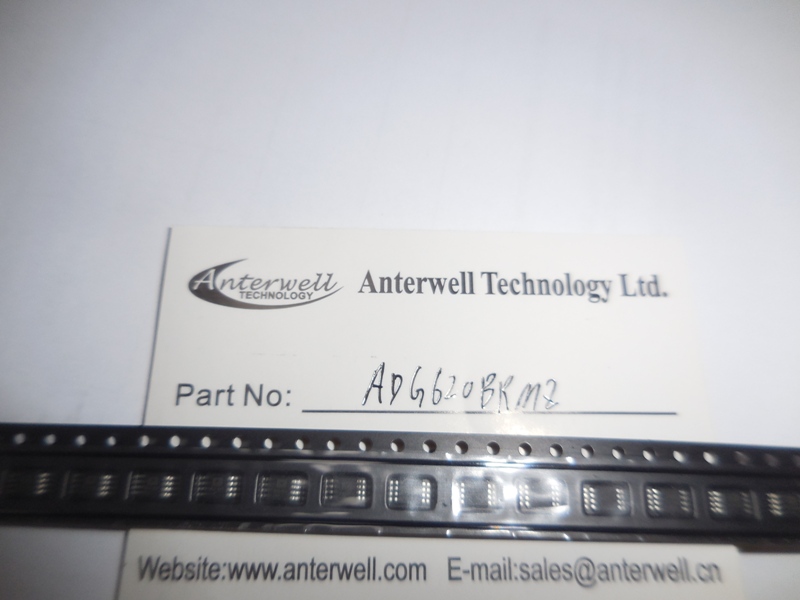 Anterwell
TECHNOLOGY
Anterwell Technology Ltd.
Part No: ADG620BRMZ
Website:www.anterwell.com E-mail:sales@anterwell.cn